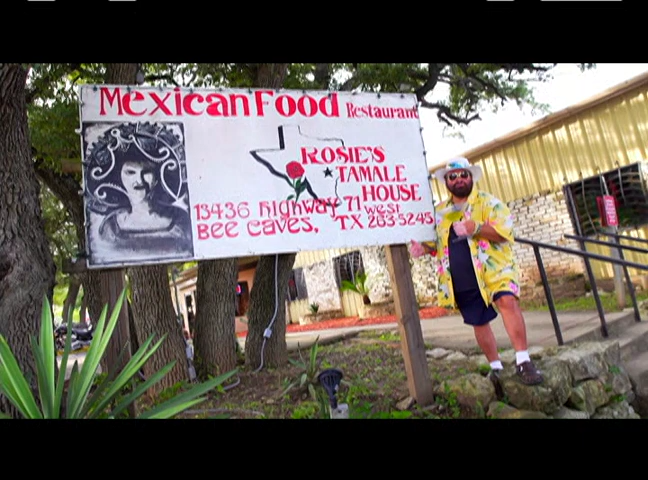 Mexican Food Restaurant
ROSIE'S
TAMALE
HOUSE
13436 Highway 71 West
Bee Caves, TX 263-5245